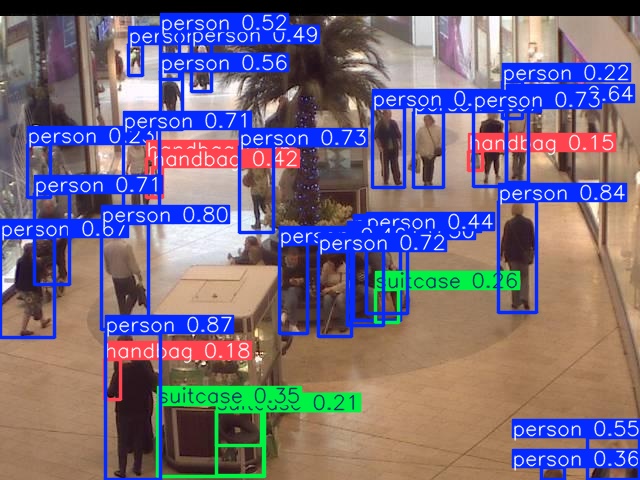 person 0.52
person 0.49
person 0.56
person 0.22
0.64
person 0.
person 0.73
person 0.71
person 0.23
person 0.73
handbag 0.15
handbag
handbag 0.42
person 0.71
person 0.84
person 0.80
person 0.67
person 0.44
person 0.72
suitcase 0.26
person 0.87
handbag 0.18
suitcase 0.35
suitcase 0.21
person 0.55
person 0.36